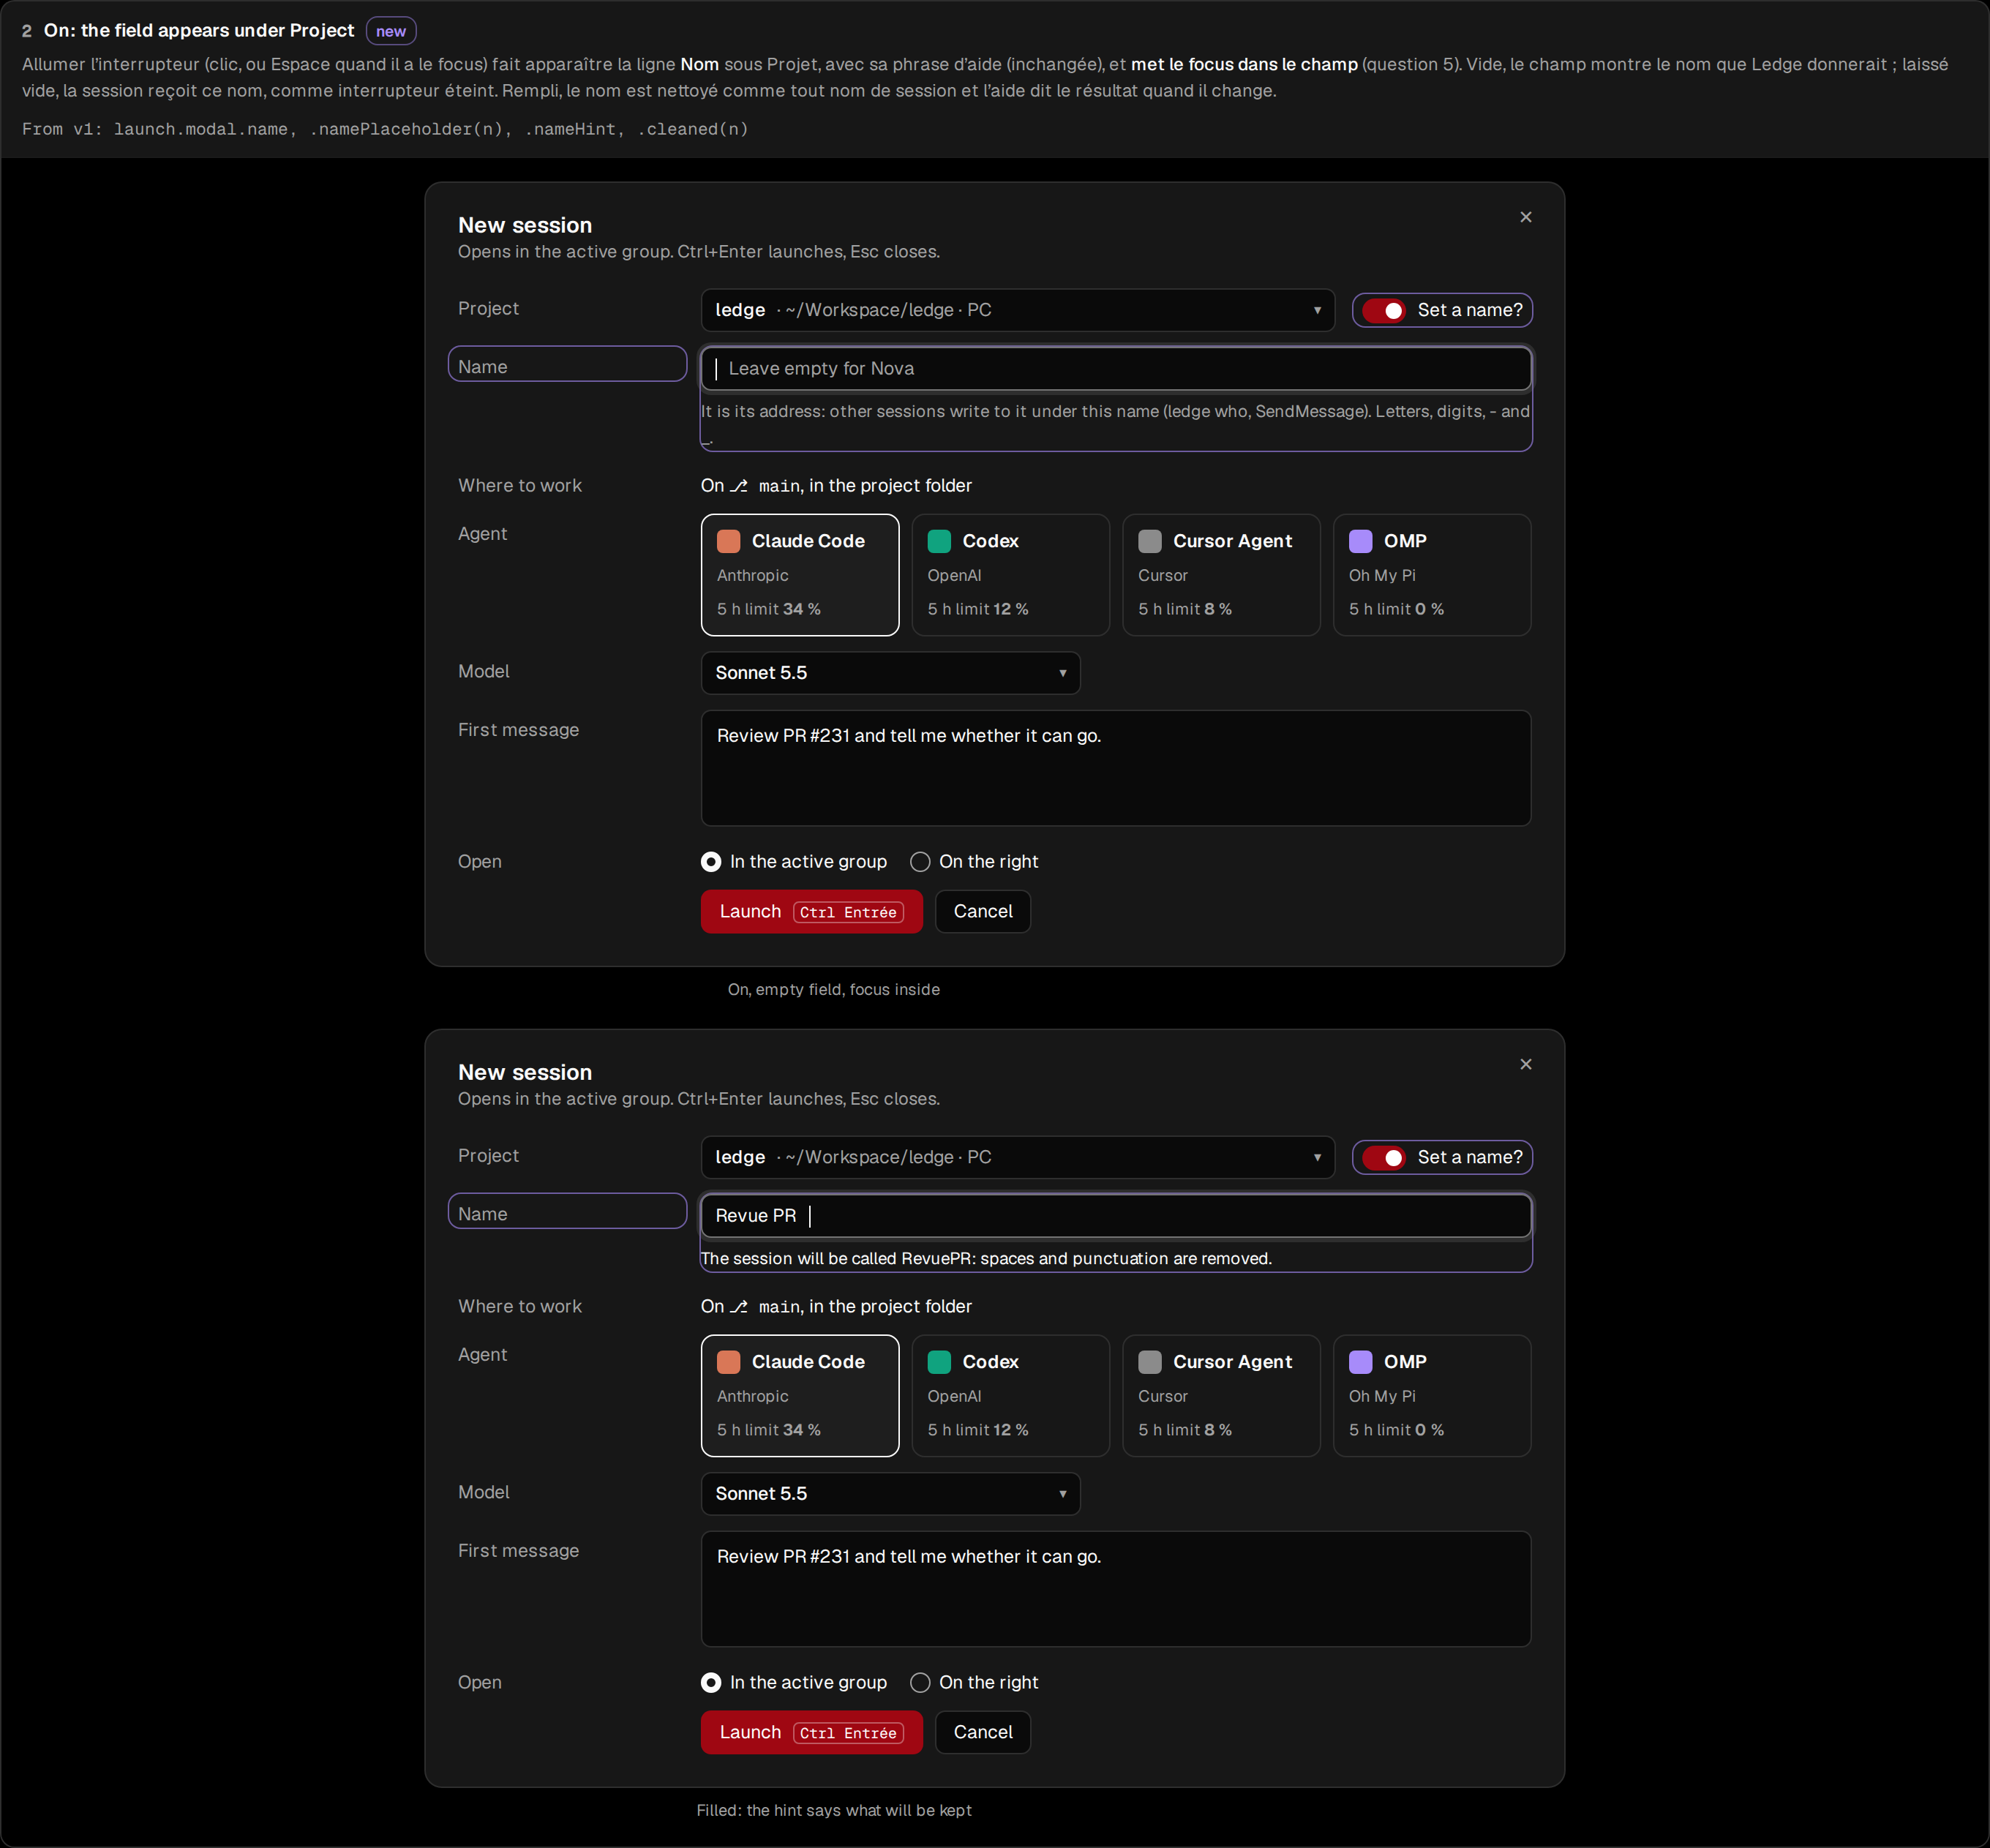 2 On: the field appears under Project new
Allumer l’interrupteur (clic, ou Espace quand il a le focus) fait apparaître la ligne Nom sous Projet, avec sa phrase d’aide (inchangée), et met le focus dans le champ (question 5). Vide, le champ montre le nom que Ledge donnerait ; laissé
vide, la session reçoit ce nom, comme interrupteur éteint. Rempli, le nom est nettoyé comme tout nom de session et l’aide dit le résultat quand il change.
From v1: launch.modal.name, .namePlaceholder(n), .nameHint, .cleaned(n)
New session ×
Opens in the active group. Ctrl+Enter launches, Esc closes.
Project ledge · ~/Workspace/ledge · PC ▾ Set a name?
Name Leave empty for Nova
It is its address: other sessions write to it under this name (ledge who, SendMessage). Letters, digits, - and
_.
Where to work On ⎇ main, in the project folder
Agent Claude Code Codex Cursor Agent OMP
Anthropic OpenAI Cursor Oh My Pi
5 h limit 34 % 5 h limit 12 % 5 h limit 8 % 5 h limit 0 %
Model Sonnet 5.5 ▾
First message Review PR #231 and tell me whether it can go.
Open In the active group On the right
Launch Ctrl Entrée Cancel
On, empty field, focus inside
New session ×
Opens in the active group. Ctrl+Enter launches, Esc closes.
Project ledge · ~/Workspace/ledge · PC ▾ Set a name?
Name Revue PR
The session will be called RevuePR: spaces and punctuation are removed.
Where to work On ⎇ main, in the project folder
Agent Claude Code Codex Cursor Agent OMP
Anthropic OpenAI Cursor Oh My Pi
5 h limit 34 % 5 h limit 12 % 5 h limit 8 % 5 h limit 0 %
Model Sonnet 5.5 ▾
First message Review PR #231 and tell me whether it can go.
Open In the active group On the right
Launch Ctrl Entrée Cancel
Filled: the hint says what will be kept